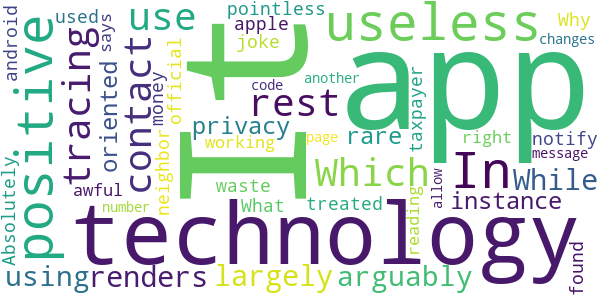 android
used
says
use
pointless
apple
joke
useless
Why
changes
positive
tracing
oriented
contact
money
official
It
code
another
app
rest
privacy
working
rare
taxpayer
page
right
notify
message
Absolutely
awful
number
neighbor
waste
What
Which
treated
reading
In
allow
While
instance
found
technology
using
renders
largely
arguably